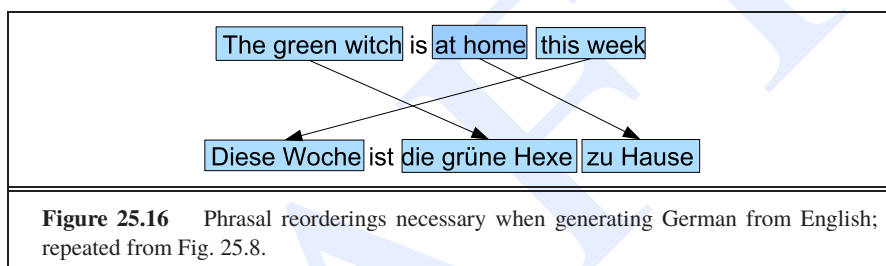 The green witch is at home this week
Diese Woche ist die grüne Hexe zu Hause
Figure 25.16 Phrasal reorderings necessary when generating German from English;
repeated from Fig. 25.8.